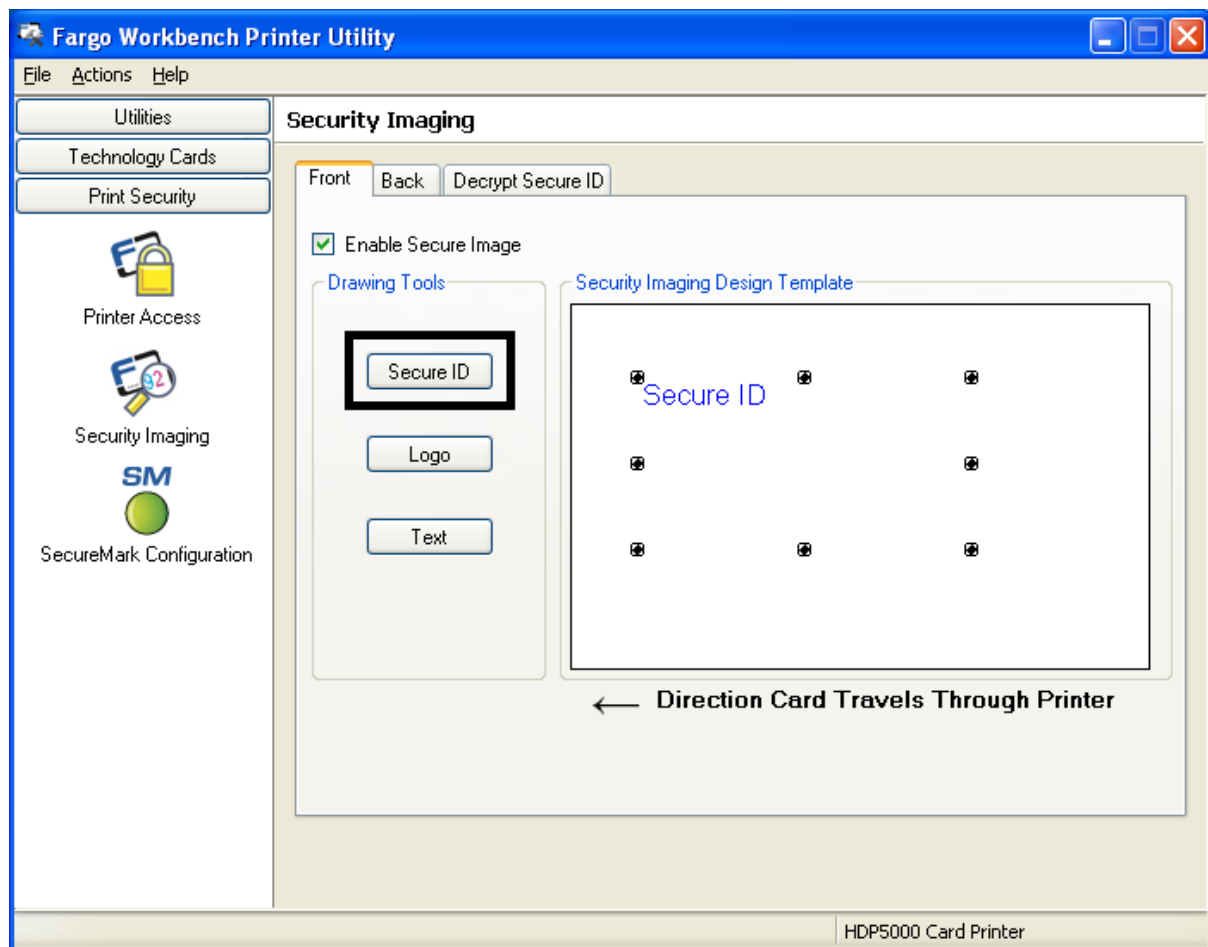 Fargo Workbench Printer Utility
File Actions Help
Utilities
Technology Cards
Print Security
Printer Access
Security Imaging
SM
SecureMark Configuration
Security Imaging
Front Back Decrypt Secure ID
Enable Secure Image
Drawing Tools
Secure ID
Logo
Text
Security Imaging Design Template
Secure ID
← Direction Card Travels Through Printer
HDP5000 Card Printer